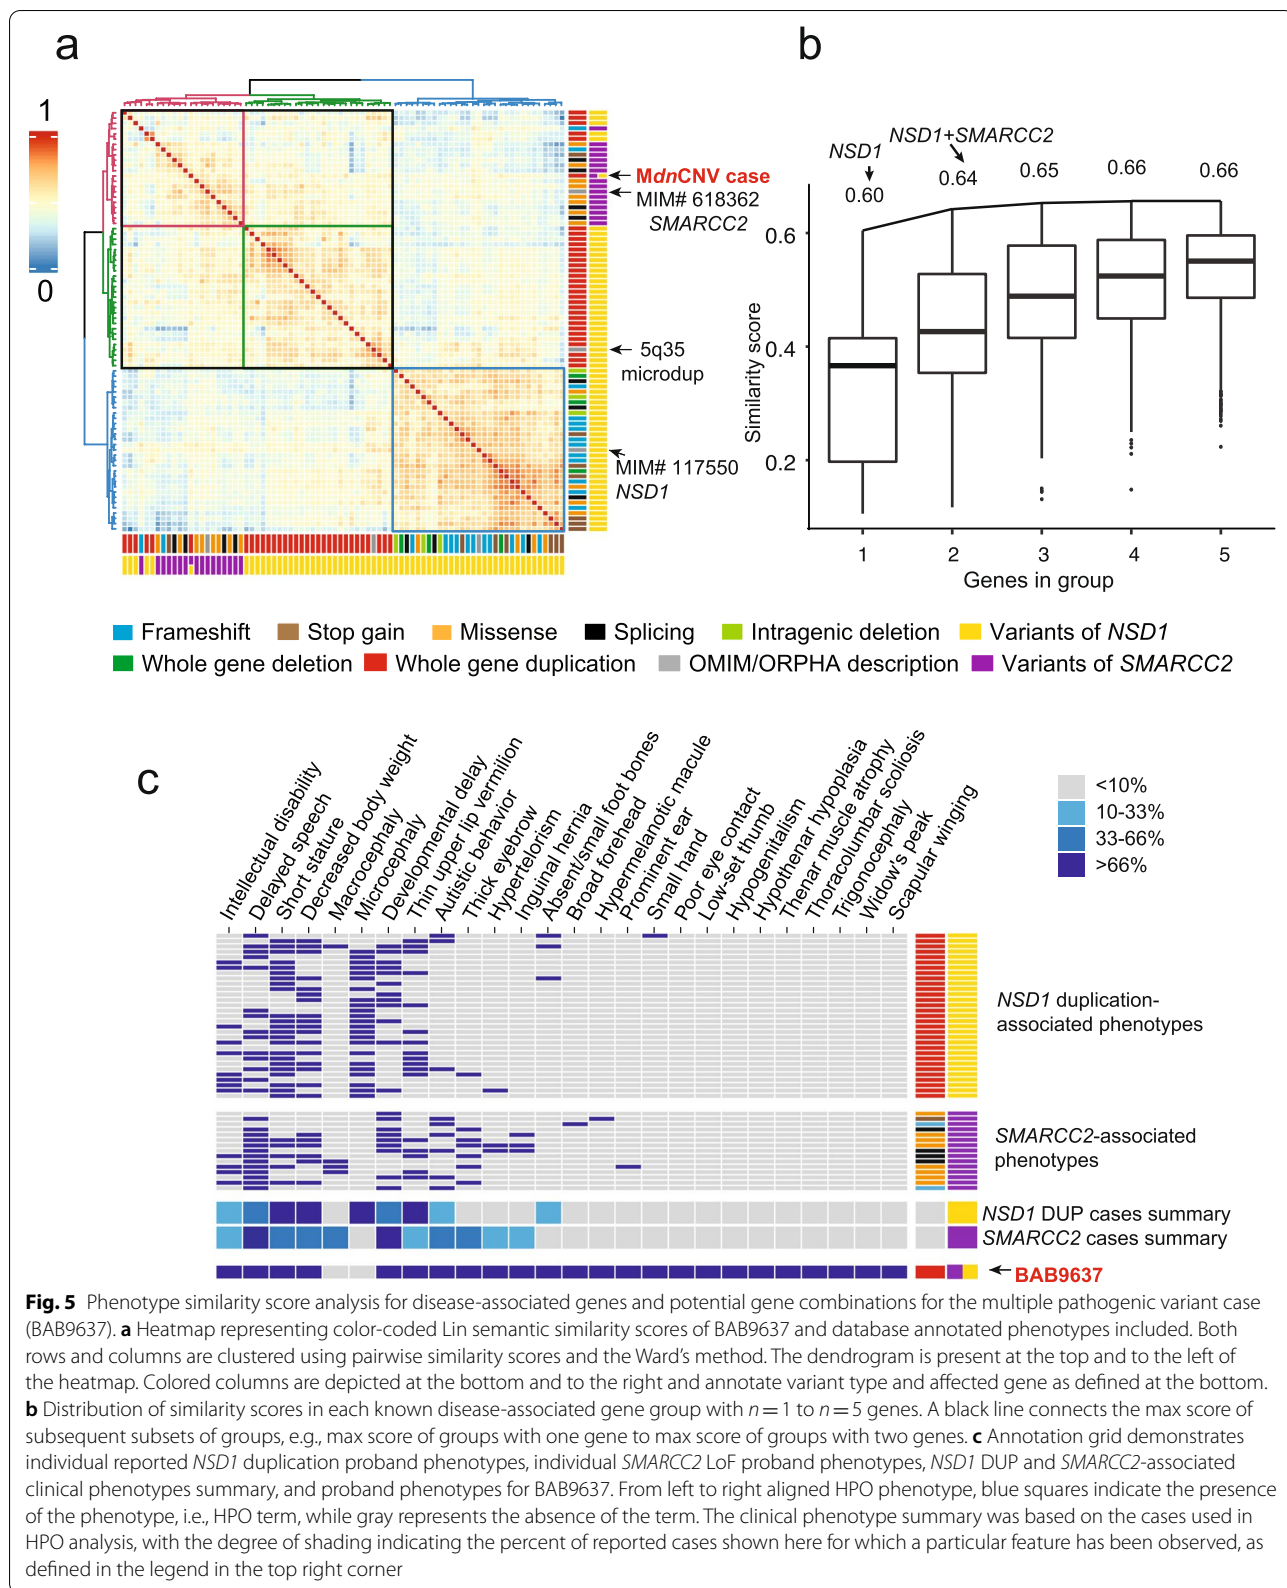 a
1
0
MdnCNV case
MIM# 618362
SMARCC2
5q35
microdup
MIM# 117550
NSD1
b
NSD1+SMARCC2
NSD1
0.60
0.64
0.65
0.66
0.66
Similarity score
0.6
0.4
0.2
1 2 3 4 5
Genes in group
Frameshift Stop gain Missense Splicing Intragenic deletion Variants of NSD1
Whole gene deletion Whole gene duplication OMIM/ORPHA description Variants of SMARCC2
c
Intellectual disability
Delayed speech
Short stature
Decreased body weight
Macrocephaly
Microcephaly
Developmental delay
Thin upper lip vermilion
Autistic behavior
Thick eyebrow
Hypertelorism
Inguinal hernia
Absent/small foot bones
Broad forehead
Hypermelanotic macule
Prominent ear
Small hand
Poor eye contact
Low-set thumb
Hypogenitalism
Hypothenar hypoplasia
Thenar muscle atrophy
Thoracolumbar scoliosis
Trigonocephaly
Widow's peak
Scapular winging
<10%
10-33%
33-66%
>66%
NSD1 duplication-
associated phenotypes
SMARCC2-associated
phenotypes
NSD1 DUP cases summary
SMARCC2 cases summary
BAB9637
Fig. 5 Phenotype similarity score analysis for disease-associated genes and potential gene combinations for the multiple pathogenic variant case
(BAB9637). a Heatmap representing color-coded Lin semantic similarity scores of BAB9637 and database annotated phenotypes included. Both
rows and columns are clustered using pairwise similarity scores and the Ward's method. The dendrogram is present at the top and to the left of
the heatmap. Colored columns are depicted at the bottom and to the right and annotate variant type and affected gene as defined at the bottom.
b Distribution of similarity scores in each known disease-associated gene group with n = 1 to n = 5 genes. A black line connects the max score of
subsequent subsets of groups, e.g., max score of groups with one gene to max score of groups with two genes. c Annotation grid demonstrates
individual reported NSD1 duplication proband phenotypes, individual SMARCC2 LoF proband phenotypes, NSD1 DUP and SMARCC2-associated
clinical phenotypes summary, and proband phenotypes for BAB9637. From left to right aligned HPO phenotype, blue squares indicate the presence
of the phenotype, i.e., HPO term, while gray represents the absence of the term. The clinical phenotype summary was based on the cases used in
HPO analysis, with the degree of shading indicating the percent of reported cases shown here for which a particular feature has been observed, as
defined in the legend in the top right corner